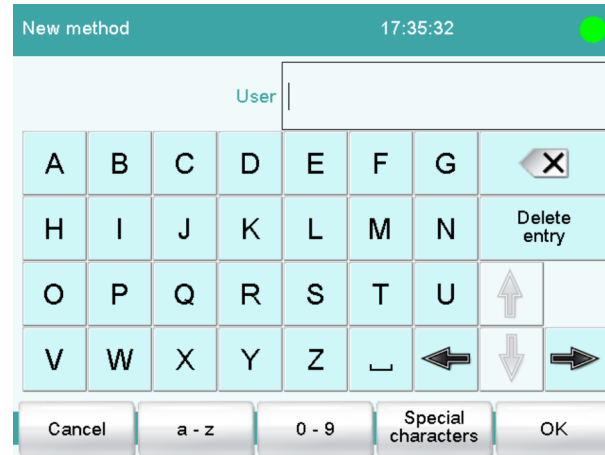 New method 17:35:32
User
A B C D E F G
H I J K L M N Delete
entry
O P Q R S T U
V W X Y Z
Cancel a - z 0 - 9 Special
characters OK